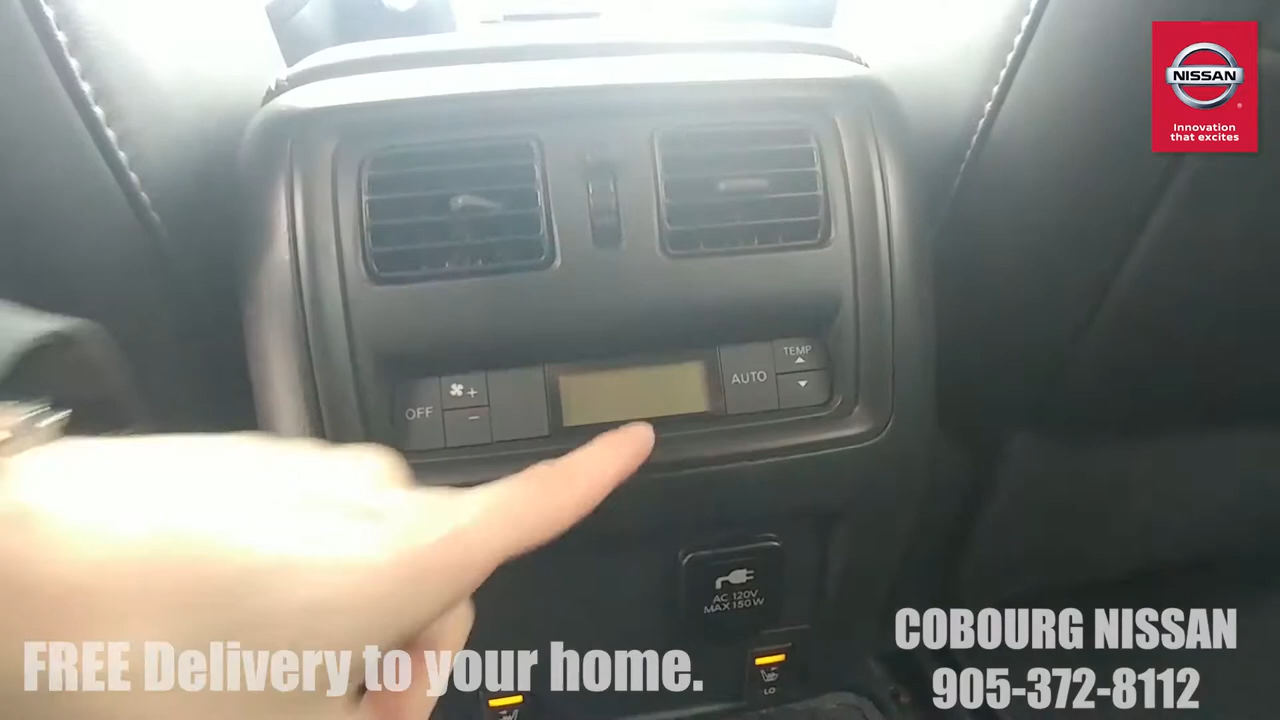 NISSAN
Innovation
that excites
TEMP
AUTO
+
OFF
-
AC 120V
MAX 150W
LO
FREE Delivery to your home.
COBOURG NISSAN
905-372-8112